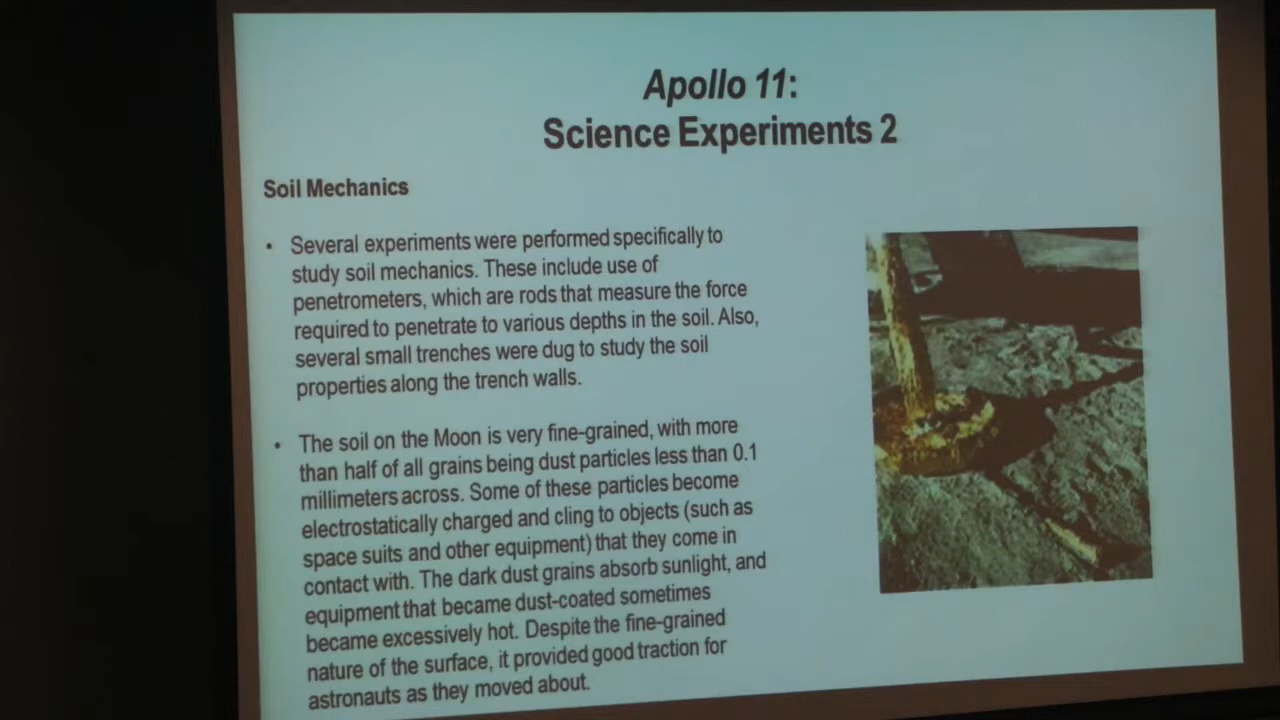 Apollo 11:
Science Experiments 2
Soil Mechanics
• Several experiments were performed specifically to
study soil mechanics. These include use of
penetrometers, which are rods that measure the force
required to penetrate to various depths in the soil. Also,
several small trenches were dug to study the soil
properties along the trench walls.
• The soil on the Moon is very fine-grained, with more
than half of all grains being dust particles less than 0.1
millimeters across. Some of these particles become
electrostatically charged and cling to objects (such as
space suits and other equipment) that they come in
contact with. The dark dust grains absorb sunlight, and
equipment that became dust-coated sometimes
became excessively hot. Despite the fine-grained
nature of the surface, it provided good traction for
astronauts as they moved about.